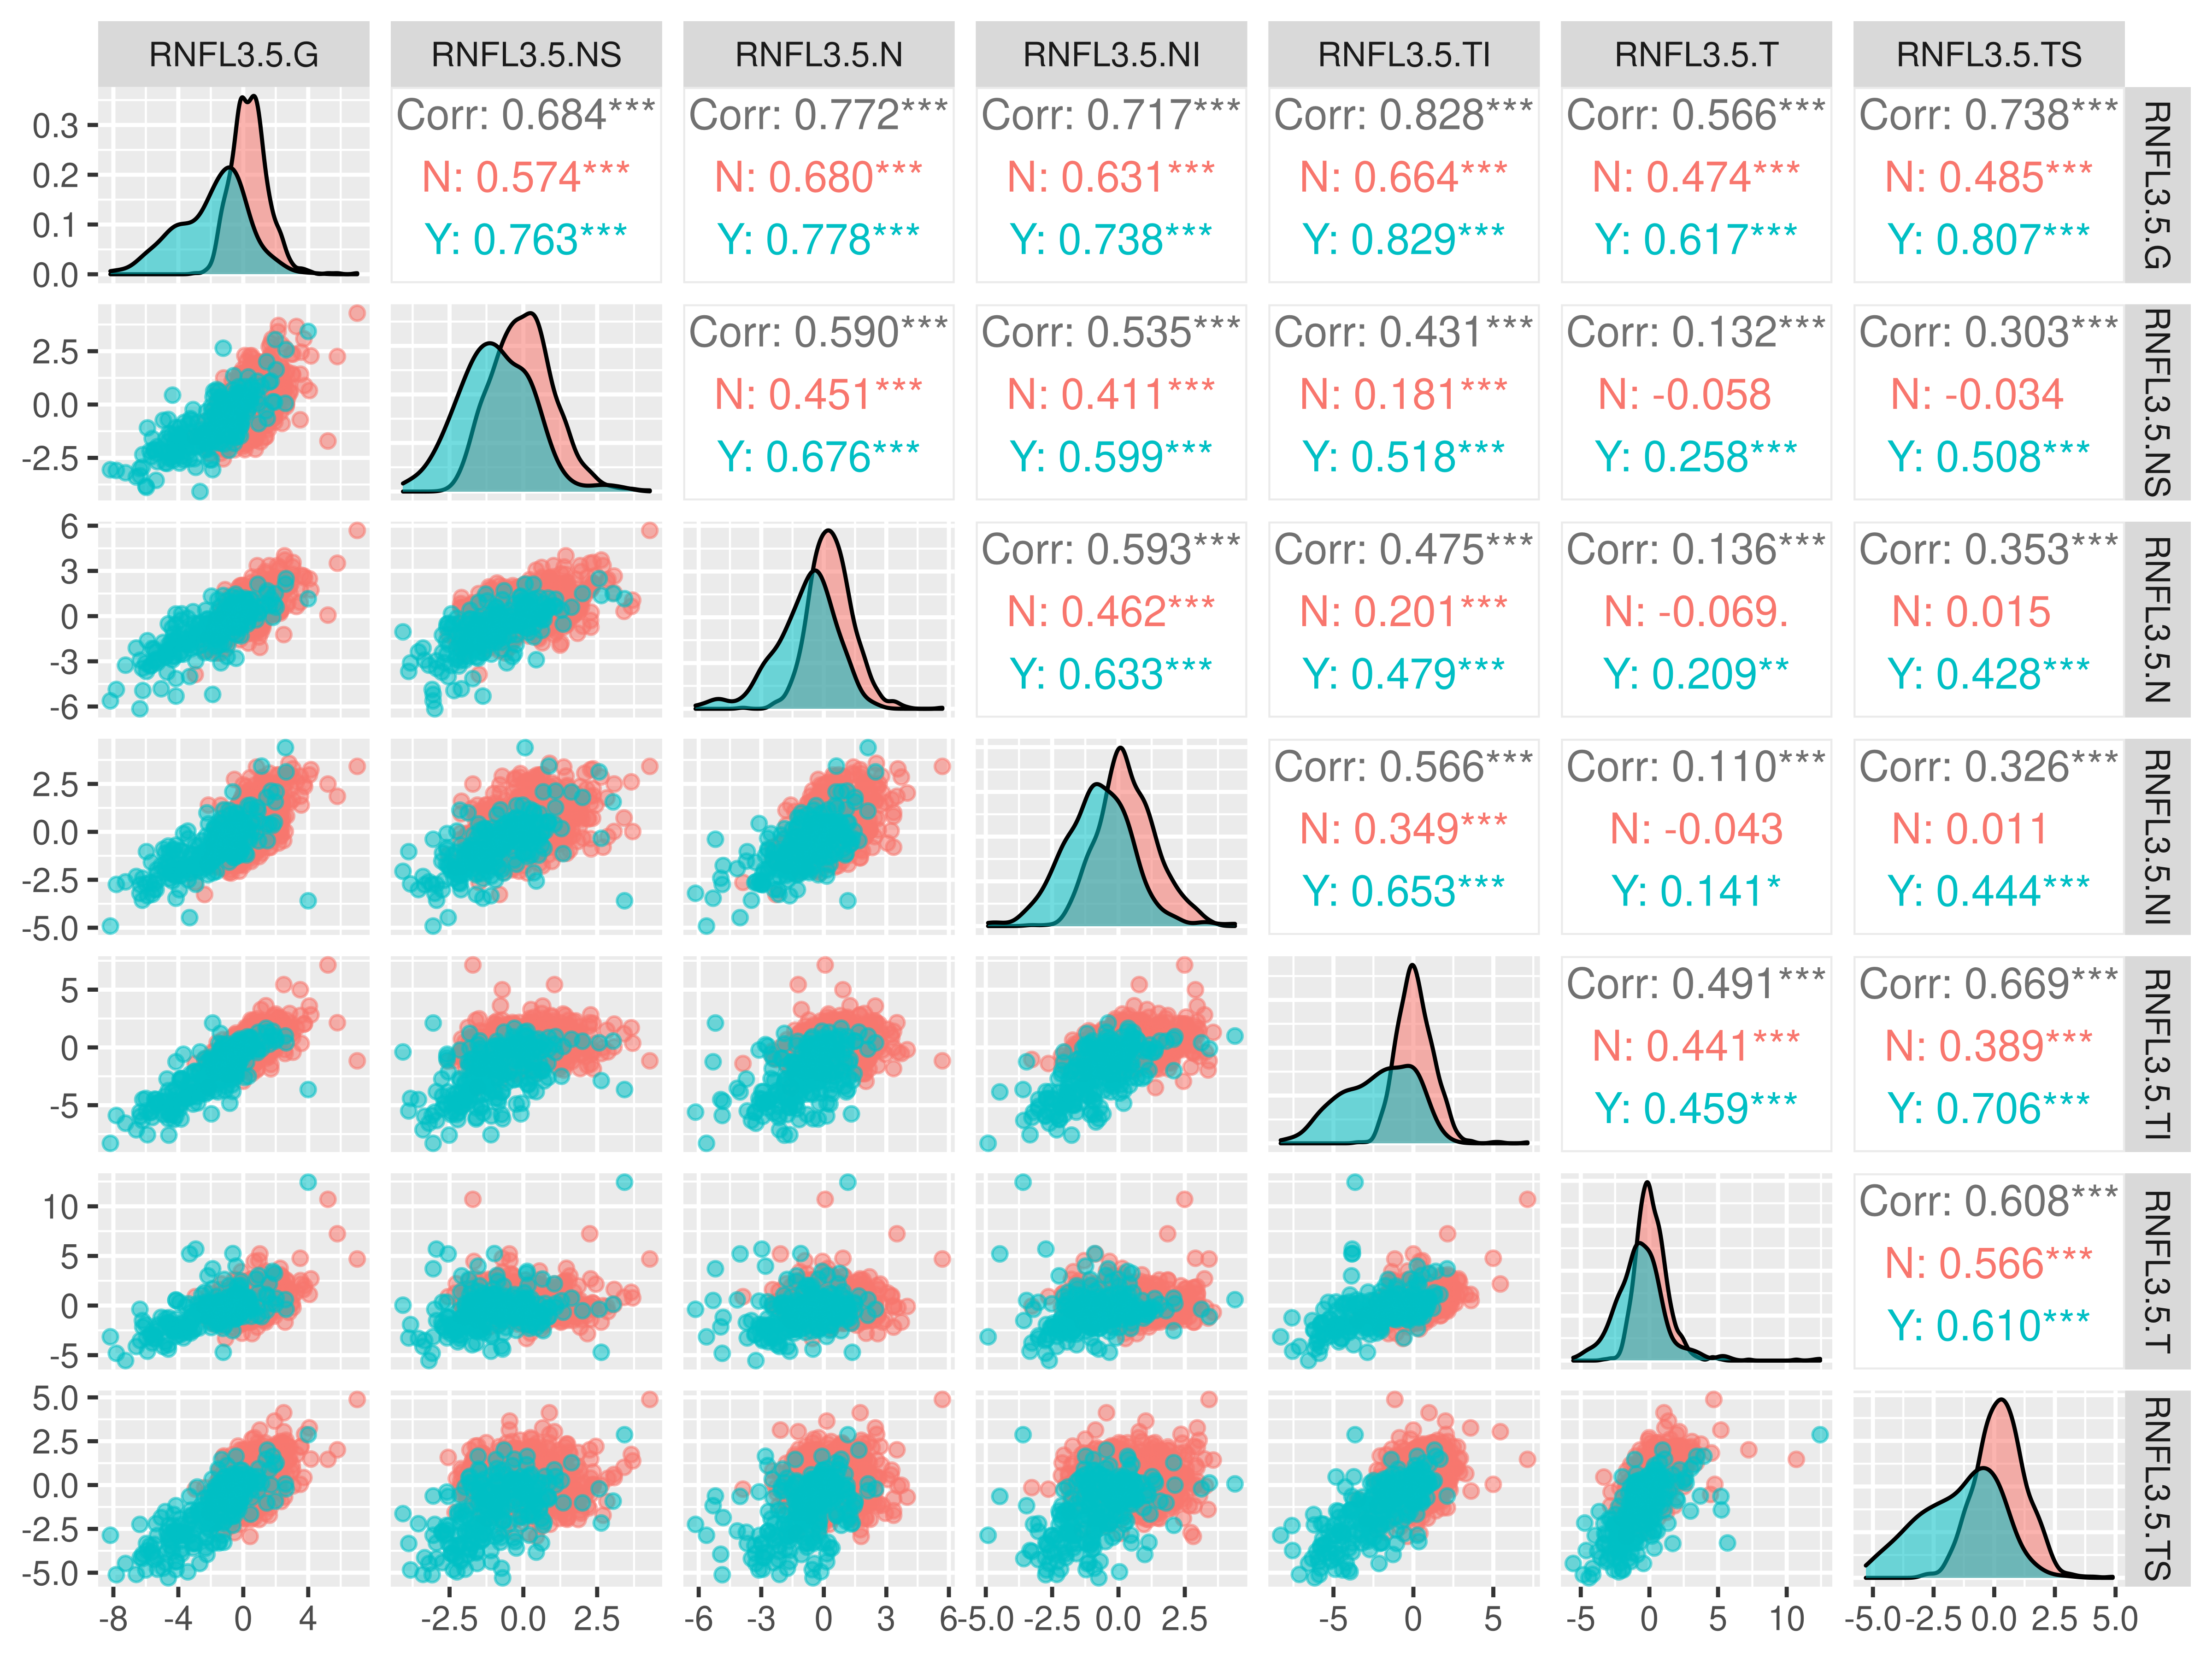 RNFL3.5.G RNFL3.5.NS RNFL3.5.N RNFL3.5.NI RNFL3.5.TI RNFL3.5.T RNFL3.5.TS
0.3 Corr: 0.684*** Corr: 0.772*** Corr: 0.717*** Corr: 0.828*** Corr: 0.566*** Corr: 0.738*** RNFL3.5.G
0.2 N: 0.574*** N: 0.680*** N: 0.631*** N: 0.664*** N: 0.474*** N: 0.485***
0.1 Y: 0.763*** Y: 0.778*** Y: 0.738*** Y: 0.829*** Y: 0.617*** Y: 0.807***
0.0
2.5 Corr: 0.590*** Corr: 0.535*** Corr: 0.431*** Corr: 0.132*** Corr: 0.303*** RNFL3.5.NS
0.0 N: 0.451*** N: 0.411*** N: 0.181*** N: -0.058 N: -0.034
-2.5 Y: 0.676*** Y: 0.599*** Y: 0.518*** Y: 0.258*** Y: 0.508***
6
3 Corr: 0.593*** Corr: 0.475*** Corr: 0.136*** Corr: 0.353*** RNFL3.5.N
0 N: 0.462*** N: 0.201*** N: -0.069. N: 0.015
-3 Y: 0.633*** Y: 0.479*** Y: 0.209** Y: 0.428***
-6
2.5 Corr: 0.566*** Corr: 0.110*** Corr: 0.326*** RNFL3.5.NI
0.0 N: 0.349*** N: -0.043 N: 0.011
-2.5 Y: 0.653*** Y: 0.141* Y: 0.444***
-5.0
5 Corr: 0.491*** Corr: 0.669*** RNFL3.5.TI
0 N: 0.441*** N: 0.389***
-5 Y: 0.459*** Y: 0.706***
10 Corr: 0.608*** RNFL3.5.T
5 N: 0.566***
0 Y: 0.610***
-5
5.0 RNFL3.5.TS
2.5
0.0
-2.5
-5.0
-8 -4 0 4 -2.5 0.0 2.5 -6 -3 0 3 6 -5.0 -2.5 0.0 2.5 -5 0 5 -5 0 5 10 -5.0 -2.5 0.0 2.5 5.0